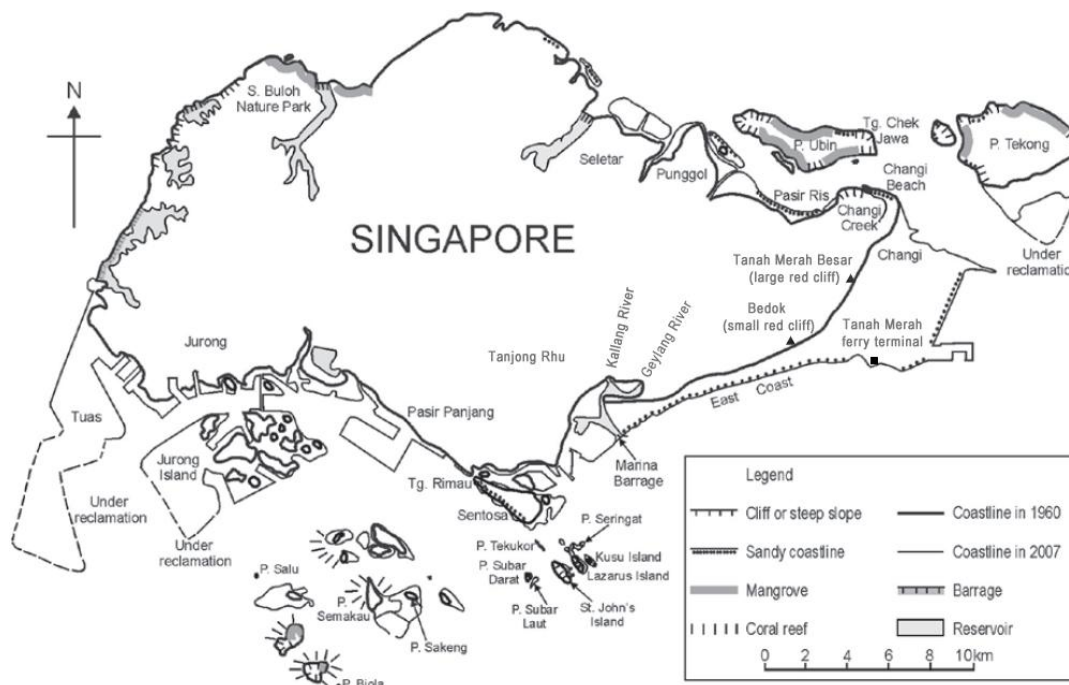 N
S. Buloh
Nature Park
Seletar
Punggol
P. Ubin
Tg. Chek
Jawa
P. Tekong
Changi
Beach
Pasir Ris
Changi
Creek
Changi
Under
reclamation
SINGAPORE
Tanah Merah Besar
(large red cliff)
Bedok
(small red cliff)
Tanah Merah
ferry terminal
Kallang River
Geylang River
Tanjong Rhu
East Coast
Jurong
Tuas
Pasir Panjang
Jurong
Island
Marina
Barrage
Tg. Rimau
Sentosa
Under
reclamation
Under
reclamation
P. Seringat
P. Tekukor
Kusu Island
P. Subar
Darat
Lazarus Island
P. Subar
Laut
St. John's
Island
P. Salu
P.
Semakau
P. Sakeng
P. Biola
Legend
Cliff or steep slope
Coastline in 1960
Sandy coastline
Coastline in 2007
Mangrove
Barrage
Coral reef
Reservoir
0 2 4 6 8 10km